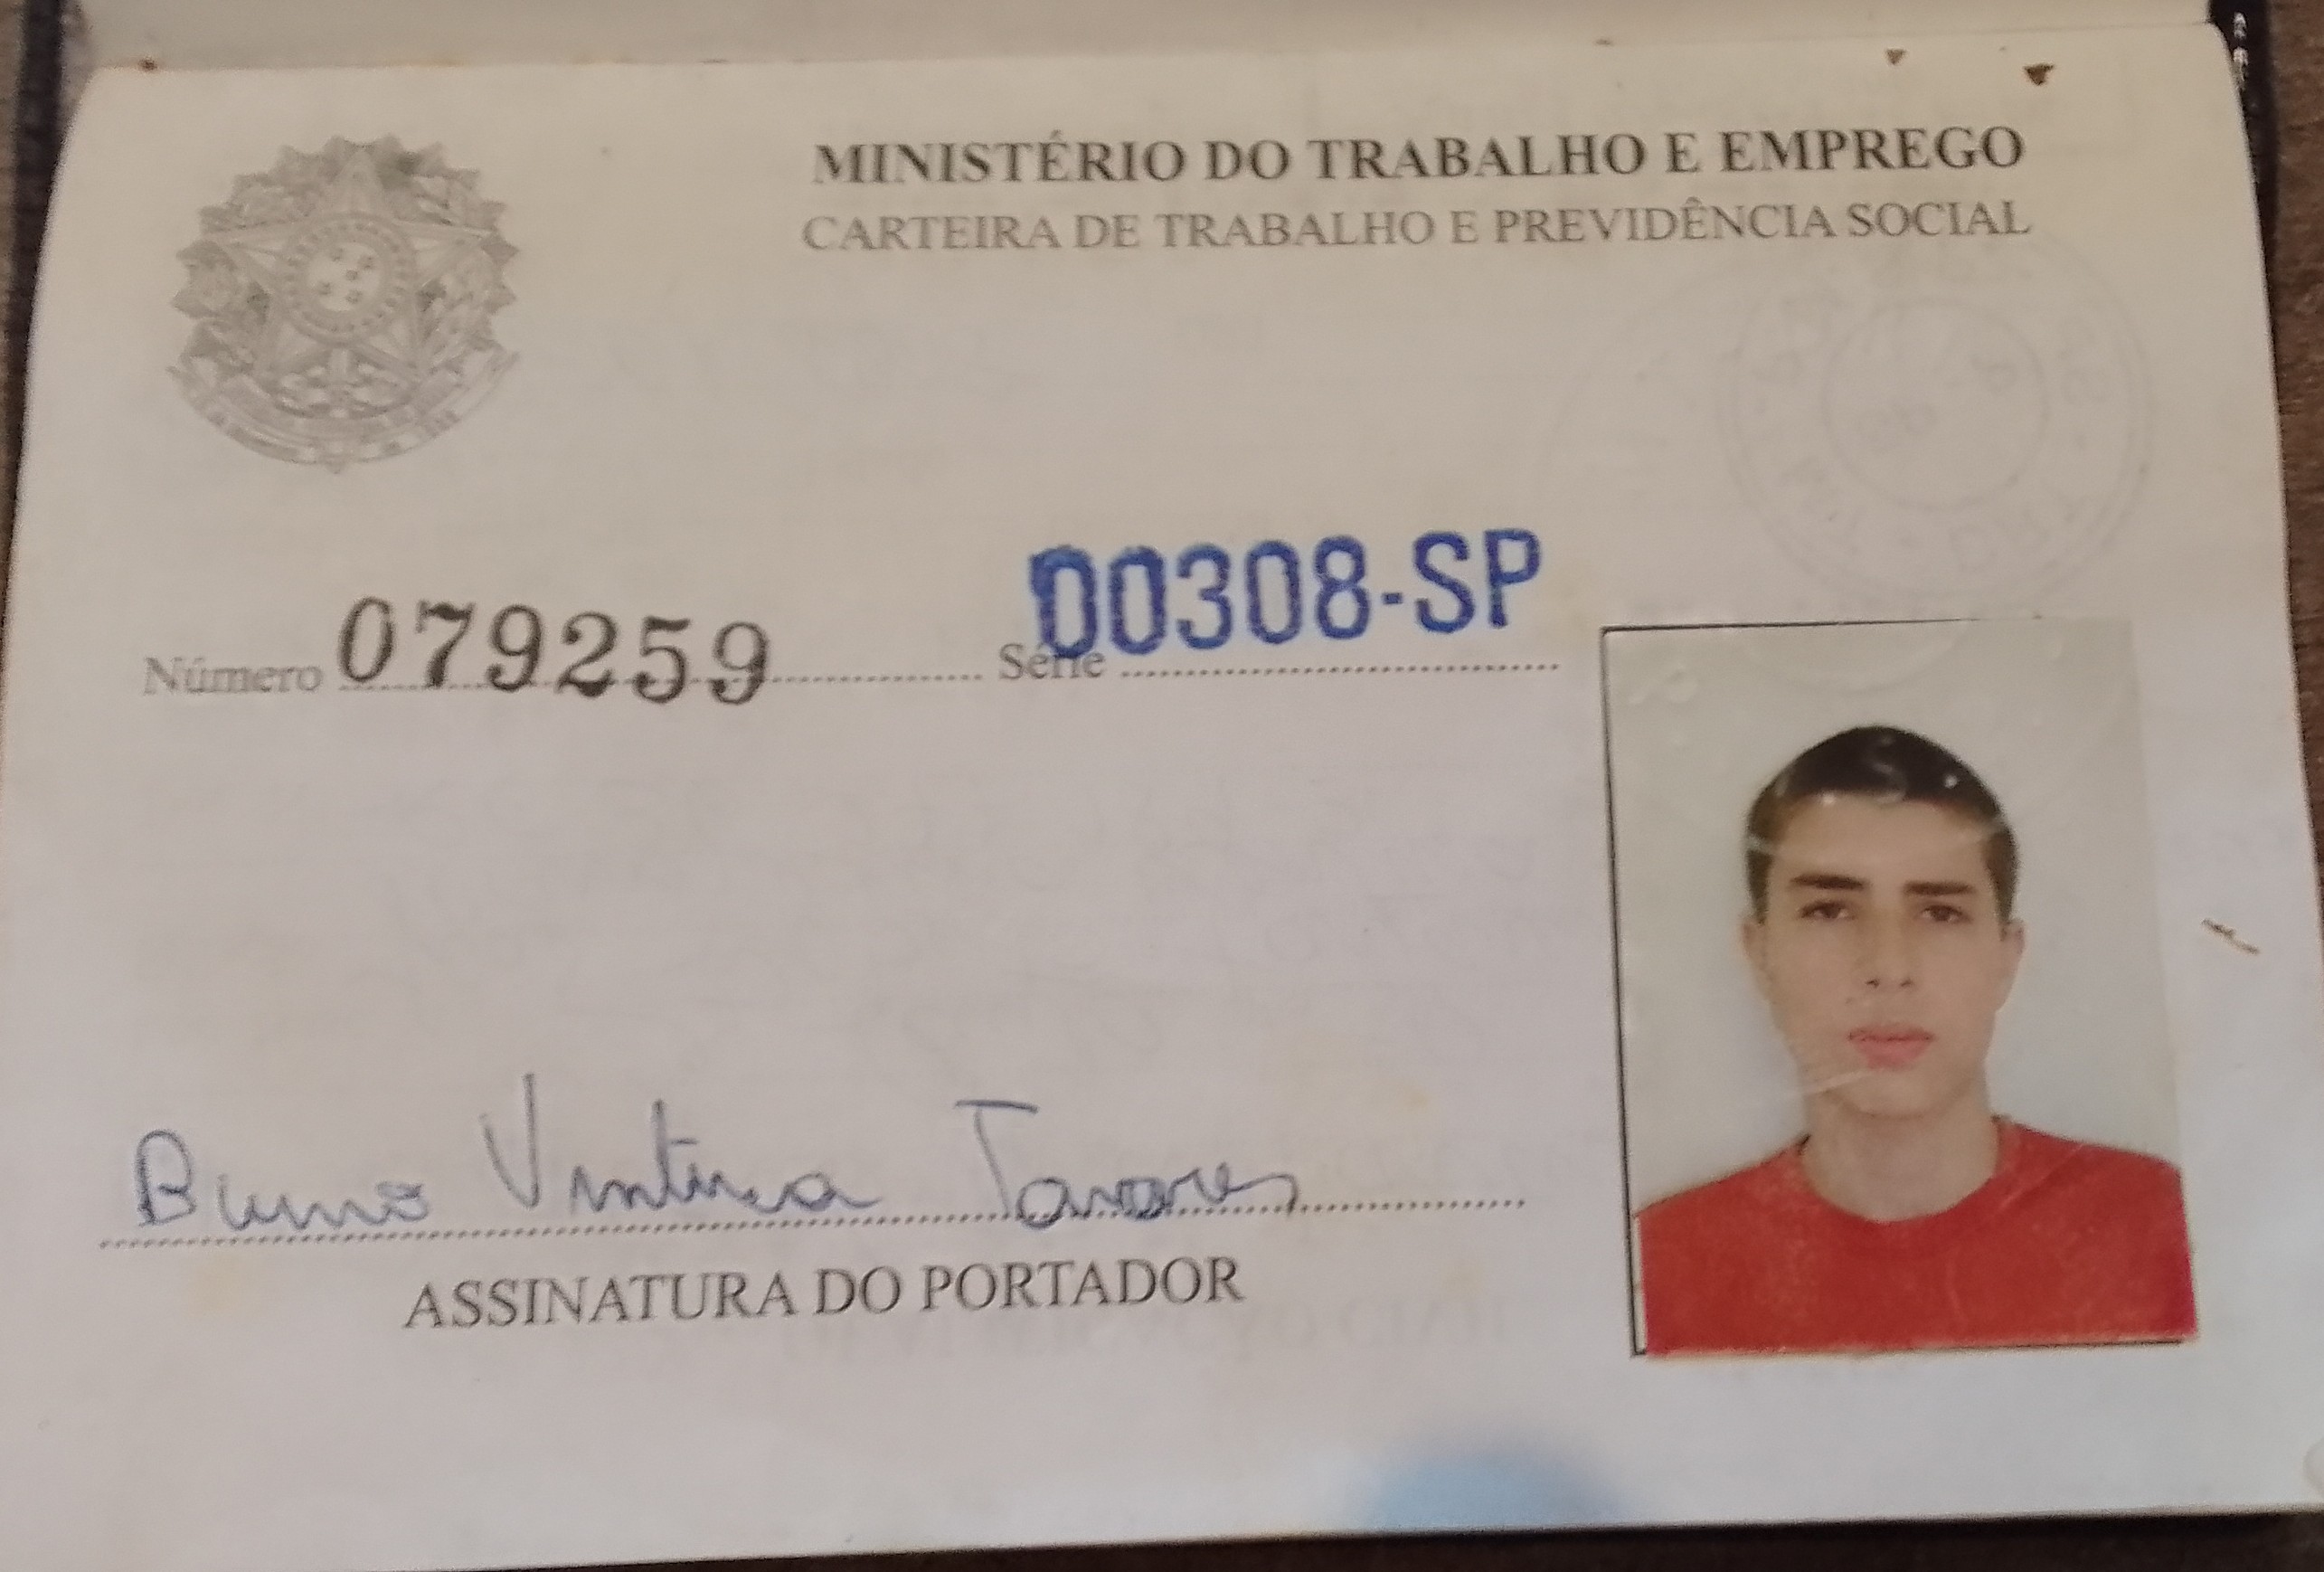 MINISTÉRIO DO TRABALHO E EMPREGO
CARTEIRA DE TRABALHO E PREVIDÊNCIA SOCIAL
Número 079259 Série 00308-SP
Bruno Ventura Tavares
ASSINATURA DO PORTADOR